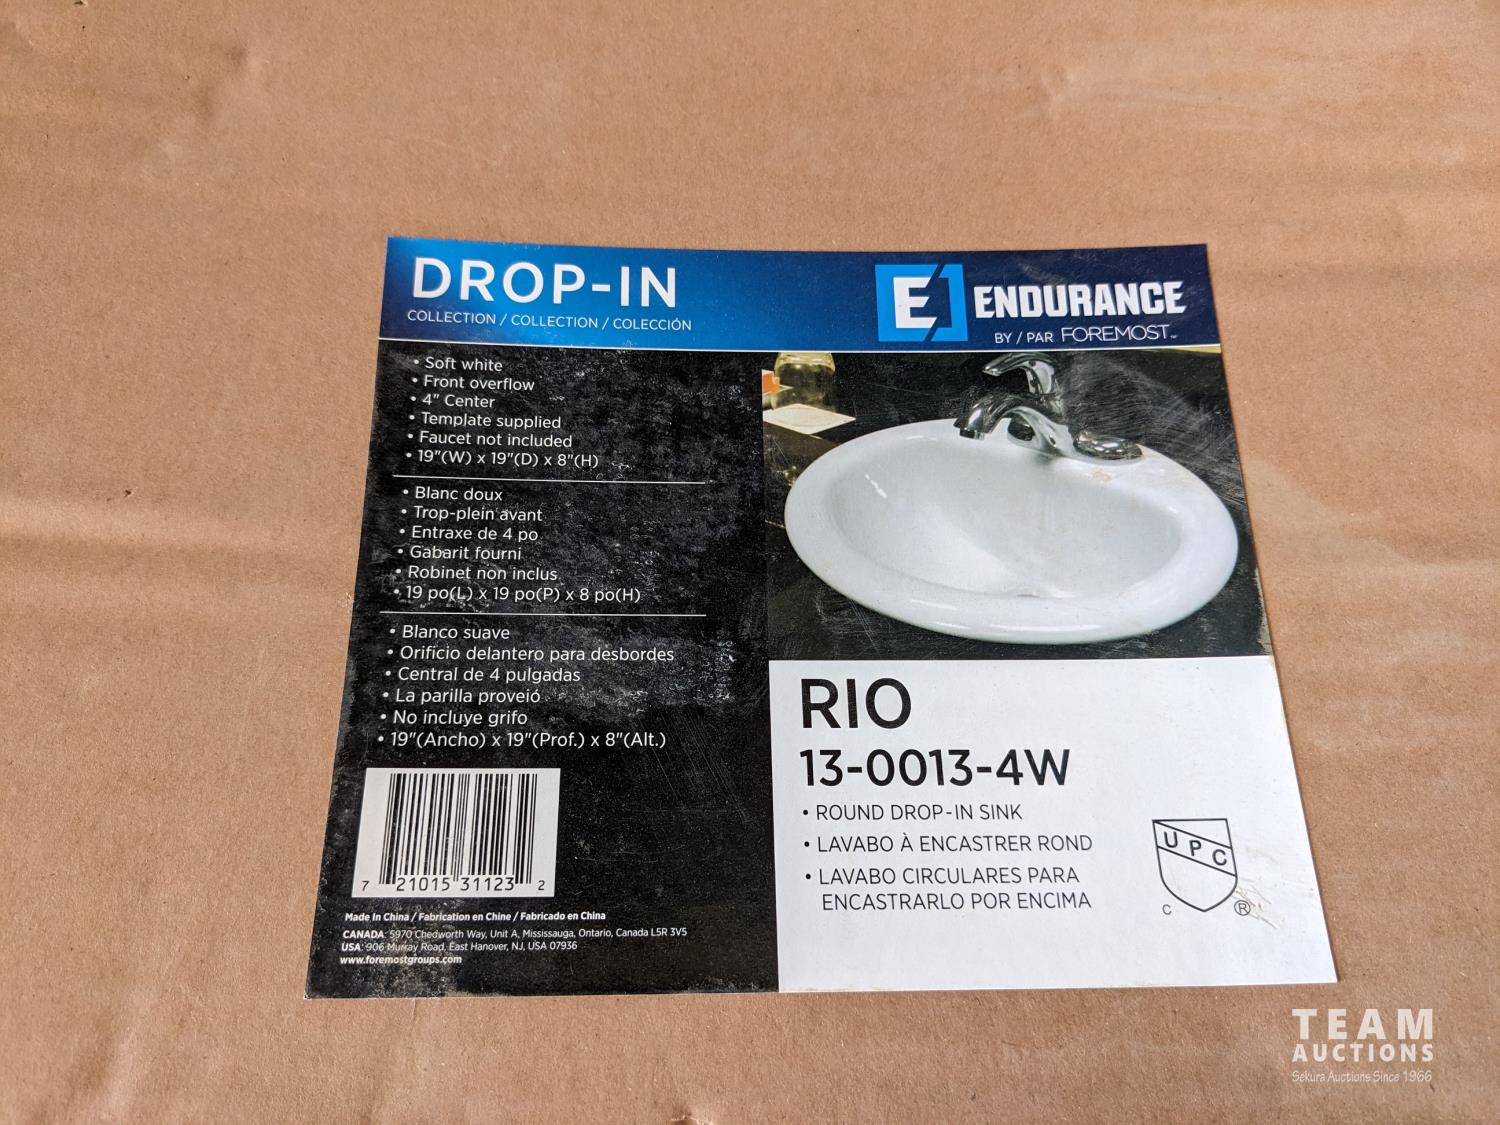 DROP-IN
COLLECTION / COLLECTION / COLECCIÓN
E
ENDURANCE
BY / PAR FOREMOST™
• Soft white
• Front overflow
• 4" Center
• Template supplied
• Faucet not included
• 19"(W) x 19"(D) x 8"(H)
• Blanc doux
• Trop-plein avant
• Entraxe de 4 po
• Gabarit fourni
• Robinet non inclus
• 19 po(L) x 19 po(P) x 8 po(H)
• Blanco suave
• Orificio delantero para desbordes
• Central de 4 pulgadas
• La parilla proveió
• No incluye grifo
• 19"(Ancho) x 19"(Prof.) x 8"(Alt.)
7 21015 31123 2
Made In China / Fabrication en Chine / Fabricado en China
CANADA: 5970 Chedworth Way, Unit A, Mississauga, Ontario, Canada L5R 3V5
USA: 906 Murray Road, East Hanover, NJ, USA 07936
www.foremostgroups.com
RIO
13-0013-4W
• ROUND DROP-IN SINK
• LAVABO À ENCASTRER ROND
• LAVABO CIRCULARES PARA
ENCASTRARLO POR ENCIMA
UPC
C ®
TEAM
AUCTIONS
Sekura Auctions Since 1966